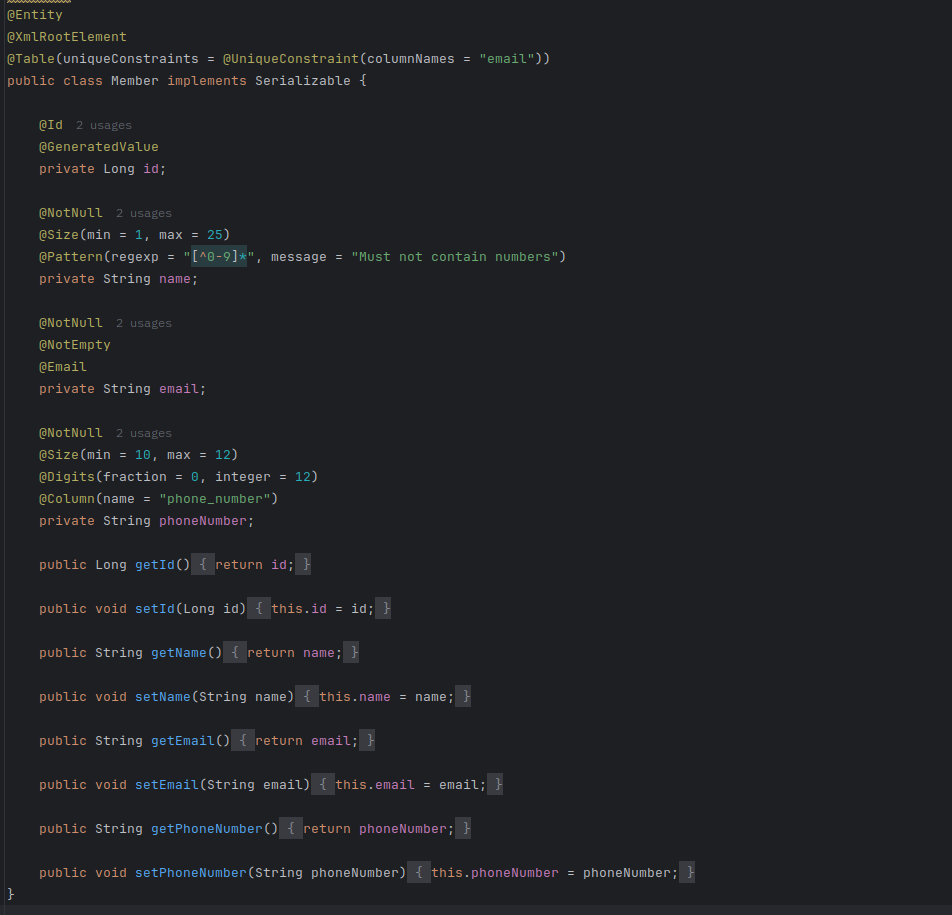 @Entity
@XmlRootElement
@Table(uniqueConstraints = @UniqueConstraint(columnNames = "email"))
public class Member implements Serializable {
@Id 2 usages
@GeneratedValue
private Long id;
@NotNull 2 usages
@Size(min = 1, max = 25)
@Pattern(regexp = "[^0-9]*", message = "Must not contain numbers")
private String name;
@NotNull 2 usages
@NotEmpty
@Email
private String email;
@NotNull 2 usages
@Size(min = 10, max = 12)
@Digits(fraction = 0, integer = 12)
@Column(name = "phone_number")
private String phoneNumber;
public Long getId() { return id; }
public void setId(Long id) { this.id = id; }
public String getName() { return name; }
public void setName(String name) { this.name = name; }
public String getEmail() { return email; }
public void setEmail(String email) { this.email = email; }
public String getPhoneNumber() { return phoneNumber; }
public void setPhoneNumber(String phoneNumber) { this.phoneNumber = phoneNumber; }
}